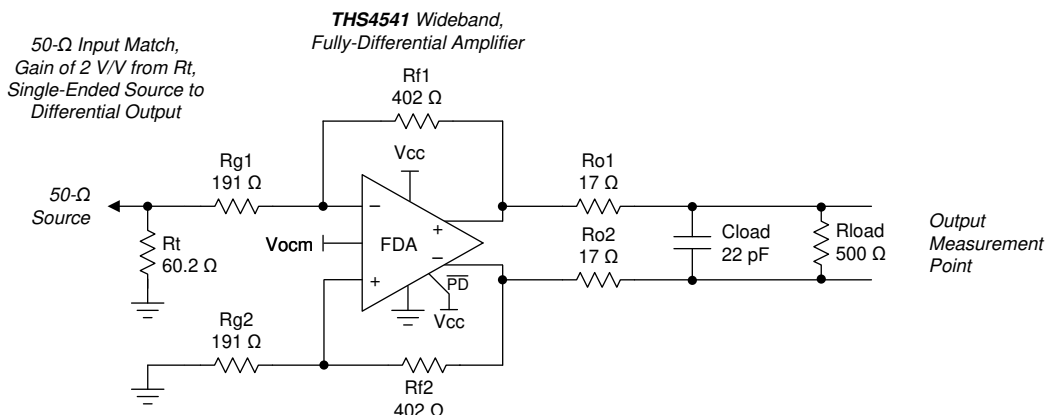 THS4541 Wideband,
Fully-Differential Amplifier
50-Ω Input Match,
Gain of 2 V/V from Rt,
Single-Ended Source to
Differential Output
Rf1
402 Ω
Vcc
Rg1
191 Ω
Ro1
17 Ω
50-Ω
Source
Rt
60.2 Ω
Vocm
−
+
FDA
+
−
PD
Vcc
Ro2
17 Ω
Cload
22 pF
Rload
500 Ω
Output
Measurement
Point
Rg2
191 Ω
Rf2
402 Ω